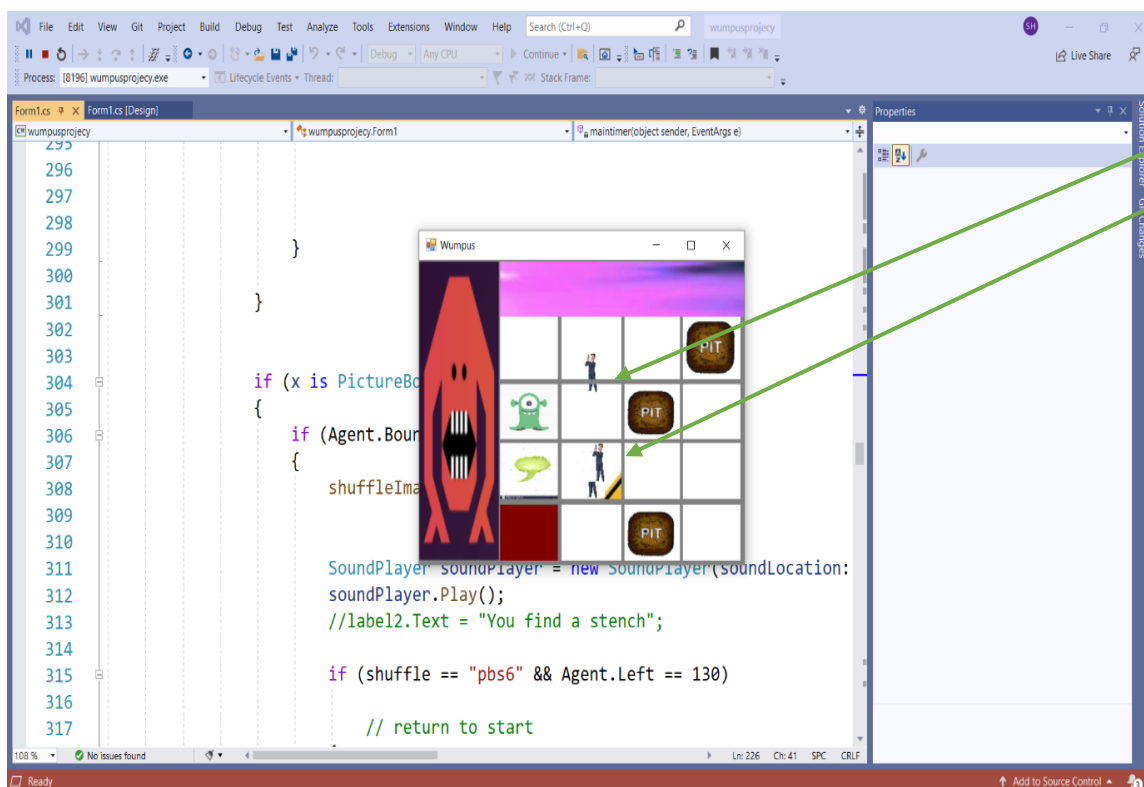 File Edit View Git Project Build Debug Test Analyze Tools Extensions Window Help Search (Ctrl+Q) wumpusprojecy SH
Debug Any CPU Continue Live Share
Process: [8196] wumpusprojecy.exe Lifecycle Events Thread: Stack Frame:
Form1.cs Form1.cs [Design] Properties
wumpusprojecy wumpusprojecy.Form1 maintimer(object sender, EventArgs e)
Solution Explorer Git Changes
295
296
297
298
299 }
300
301 }
302
303
304 if (x is PictureBo
305 {
306 if (Agent.Boun
307 {
308 shuffleIma
309
310
311 SoundPlayer soundPlayer = new SoundPlayer(soundLocation:
312 soundPlayer.Play();
313 //label2.Text = "You find a stench";
314
315 if (shuffle == "pbs6" && Agent.Left == 130)
316
317 // return to start
Wumpus
PIT
PIT
PIT
108 % No issues found Ln: 226 Ch: 41 SPC CRLF
Ready Add to Source Control